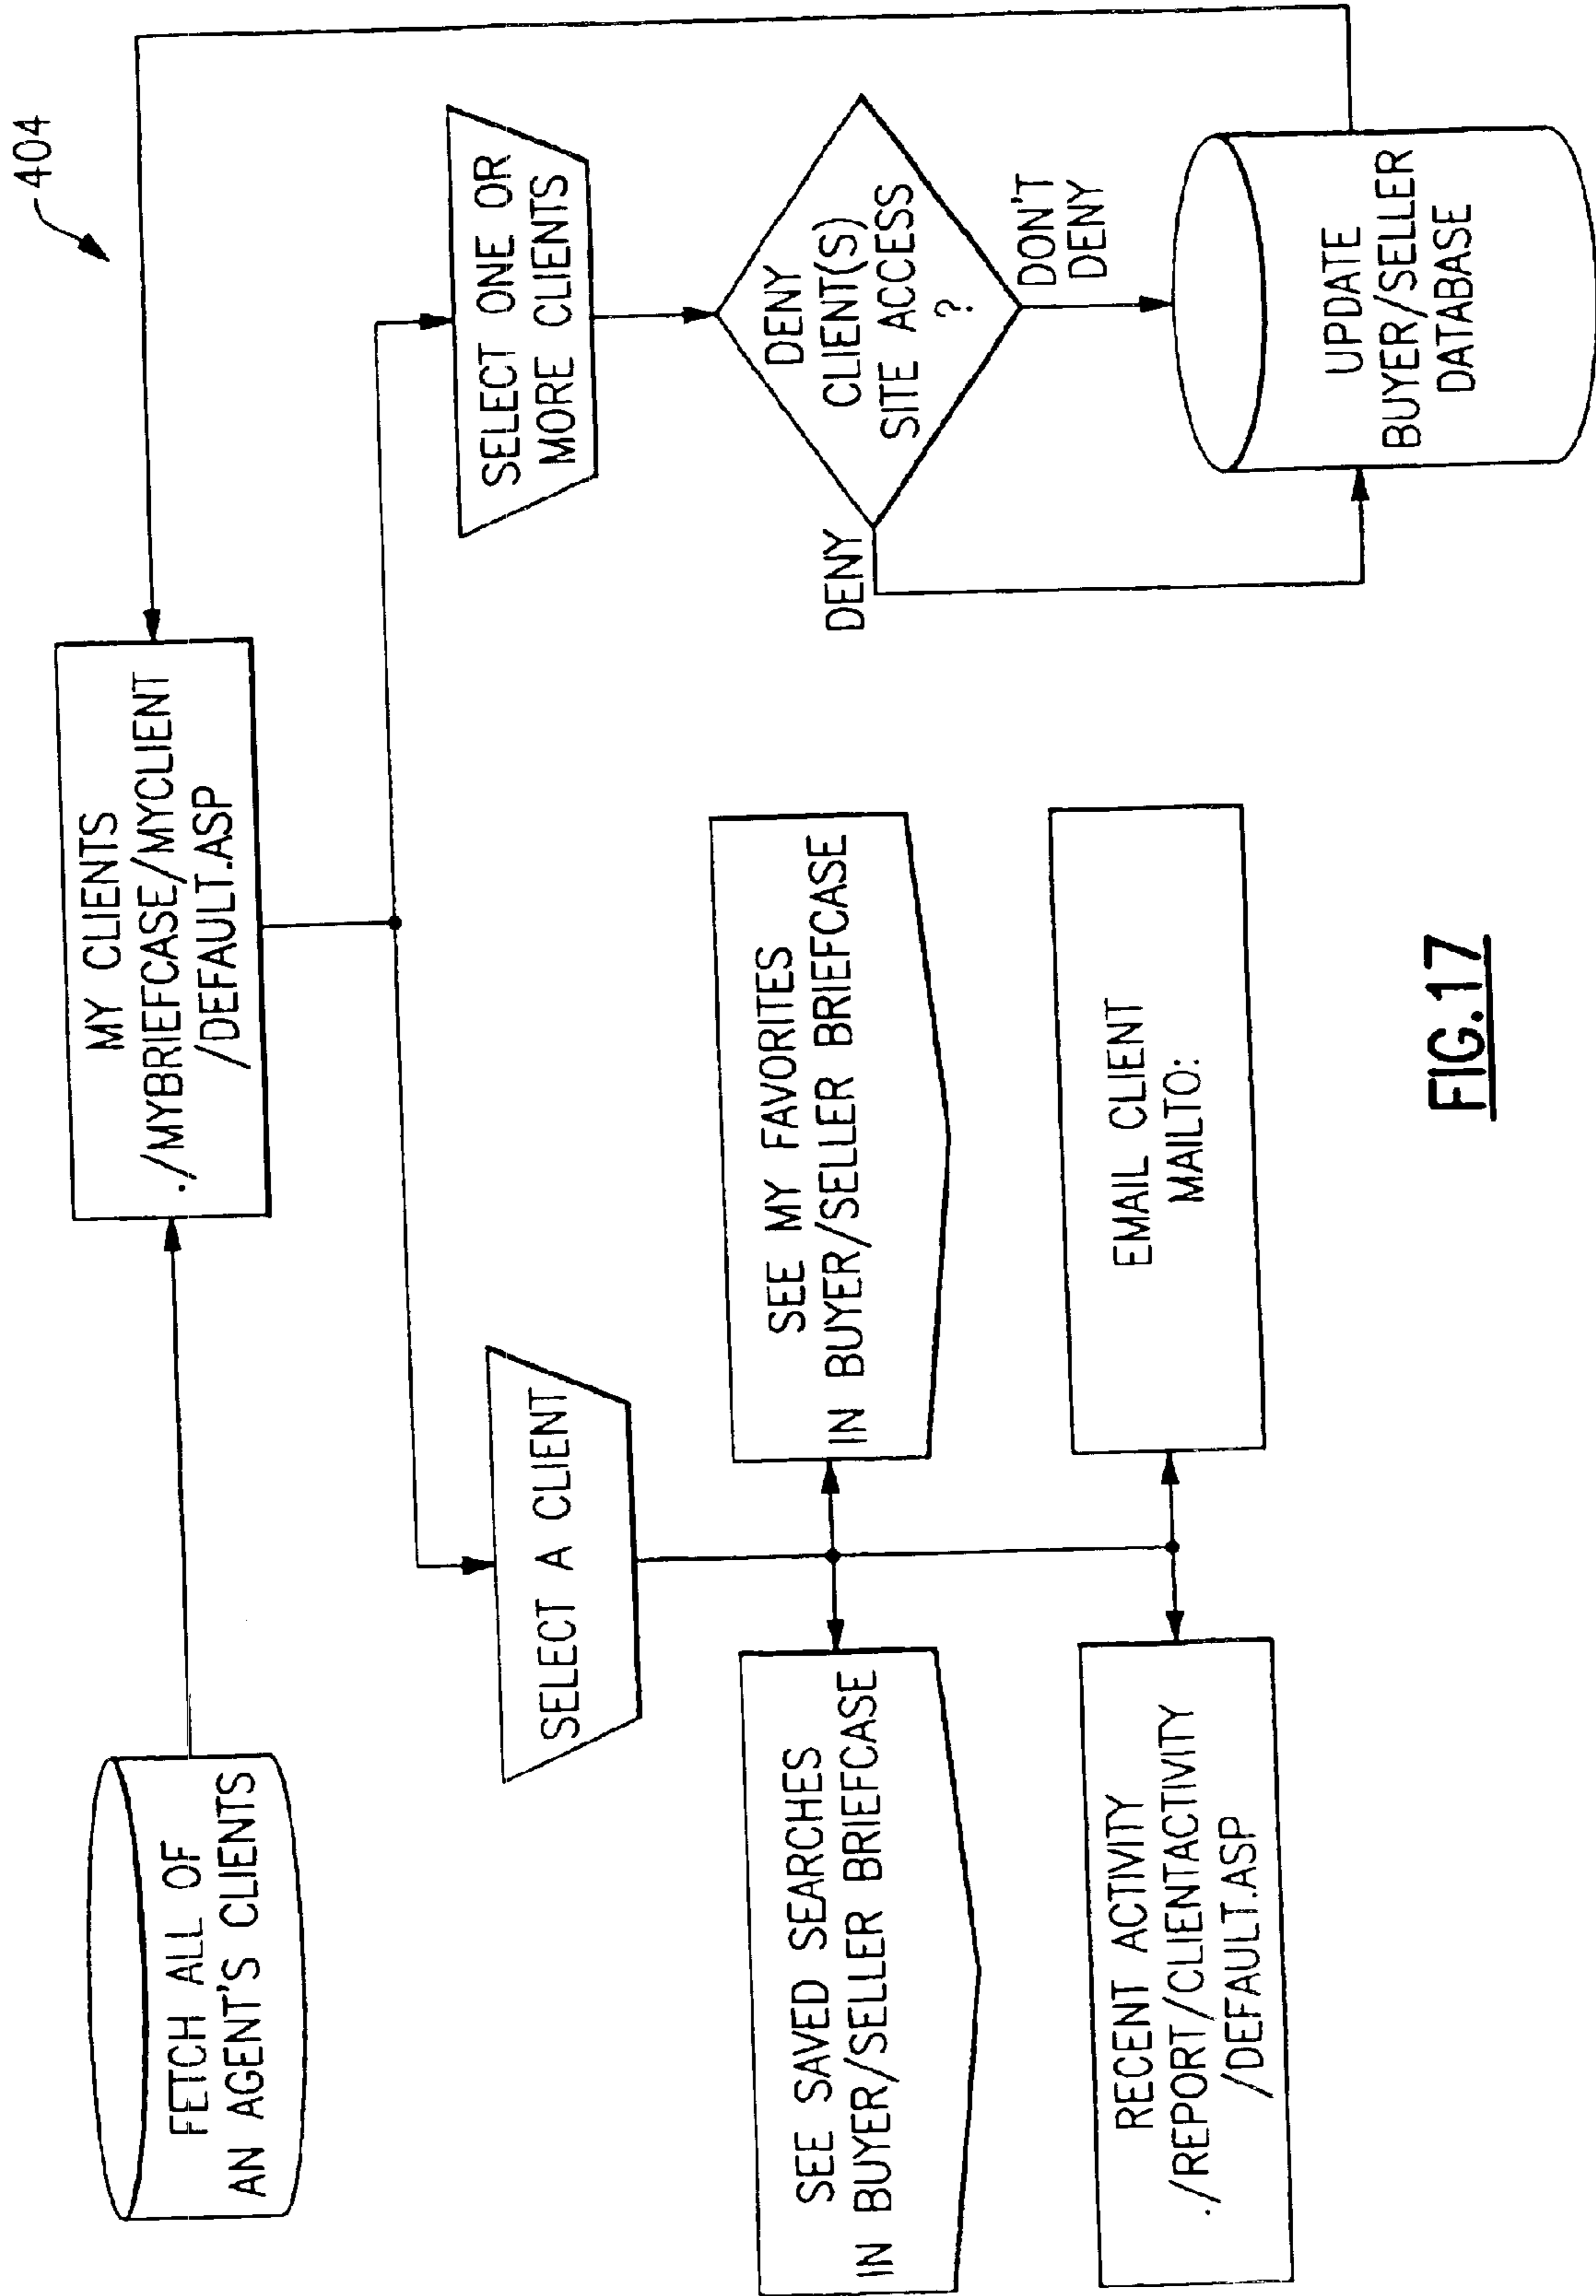 404
FETCH ALL OF
AN AGENT'S CLIENTS
MY CLIENTS
./MYBRIEFCASE/MYCLIENT
/DEFAULT.ASP
SELECT A CLIENT
SELECT ONE OR
MORE CLIENTS
SEE SAVED SEARCHES
IN BUYER/SELLER BRIEFCASE
SEE MY FAVORITES
IN BUYER/SELLER BRIEFCASE
DENY
DENY
CLIENT(S)
SITE ACCESS
?
DON'T
DENY
RECENT ACTIVITY
./REPORT/CLIENTACTIVITY
/DEFAULT.ASP
EMAIL CLIENT
MAILTO:
UPDATE
BUYER/SELLER
DATABASE
FIG.17